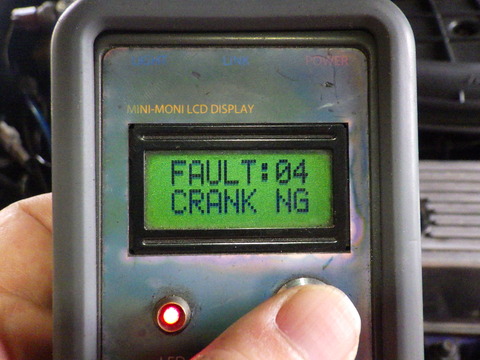 POWER
MINI-MONI LCD DISPLAY
FAULT:04
CRANK NG